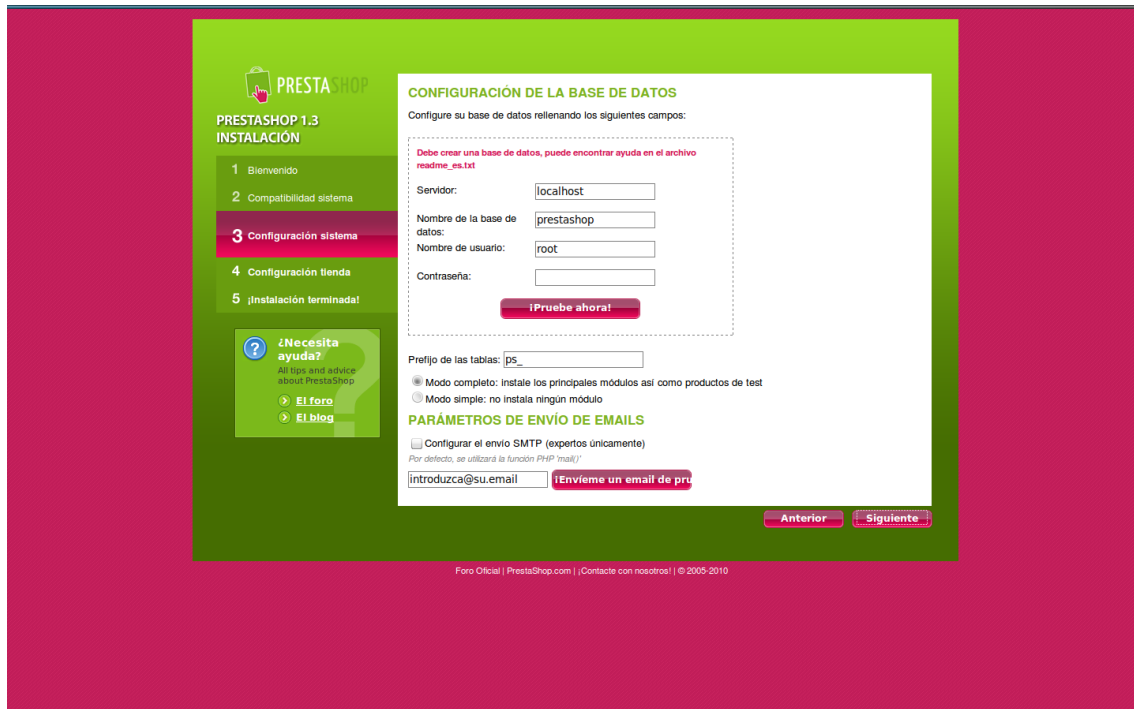 PRESTASHOP
PRESTASHOP 1.3
INSTALACIÓN
1 Bienvenido
2 Compatibilidad sistema
3 Configuración sistema
4 Configuración tienda
5 ¡Instalación terminada!
¿Necesita
ayuda?
All tips and advice
about PrestaShop
El foro
El blog
CONFIGURACIÓN DE LA BASE DE DATOS
Configure su base de datos rellenando los siguientes campos:
Debe crear una base de datos, puede encontrar ayuda en el archivo
readme_es.txt
Servidor: localhost
Nombre de la base de prestashop
datos:
Nombre de usuario: root
Contraseña:
¡Pruebe ahora!
Prefijo de las tablas: ps_
Modo completo: instale los principales módulos así como productos de test
Modo simple: no instala ningún módulo
PARÁMETROS DE ENVÍO DE EMAILS
Configurar el envío SMTP (expertos únicamente)
Por defecto, se utilizará la función PHP 'mail()'
introduzca@su.email ¡Envíeme un email de pru
Anterior Siguiente
Foro Oficial | PrestaShop.com | ¡Contacte con nosotros! | © 2005-2010